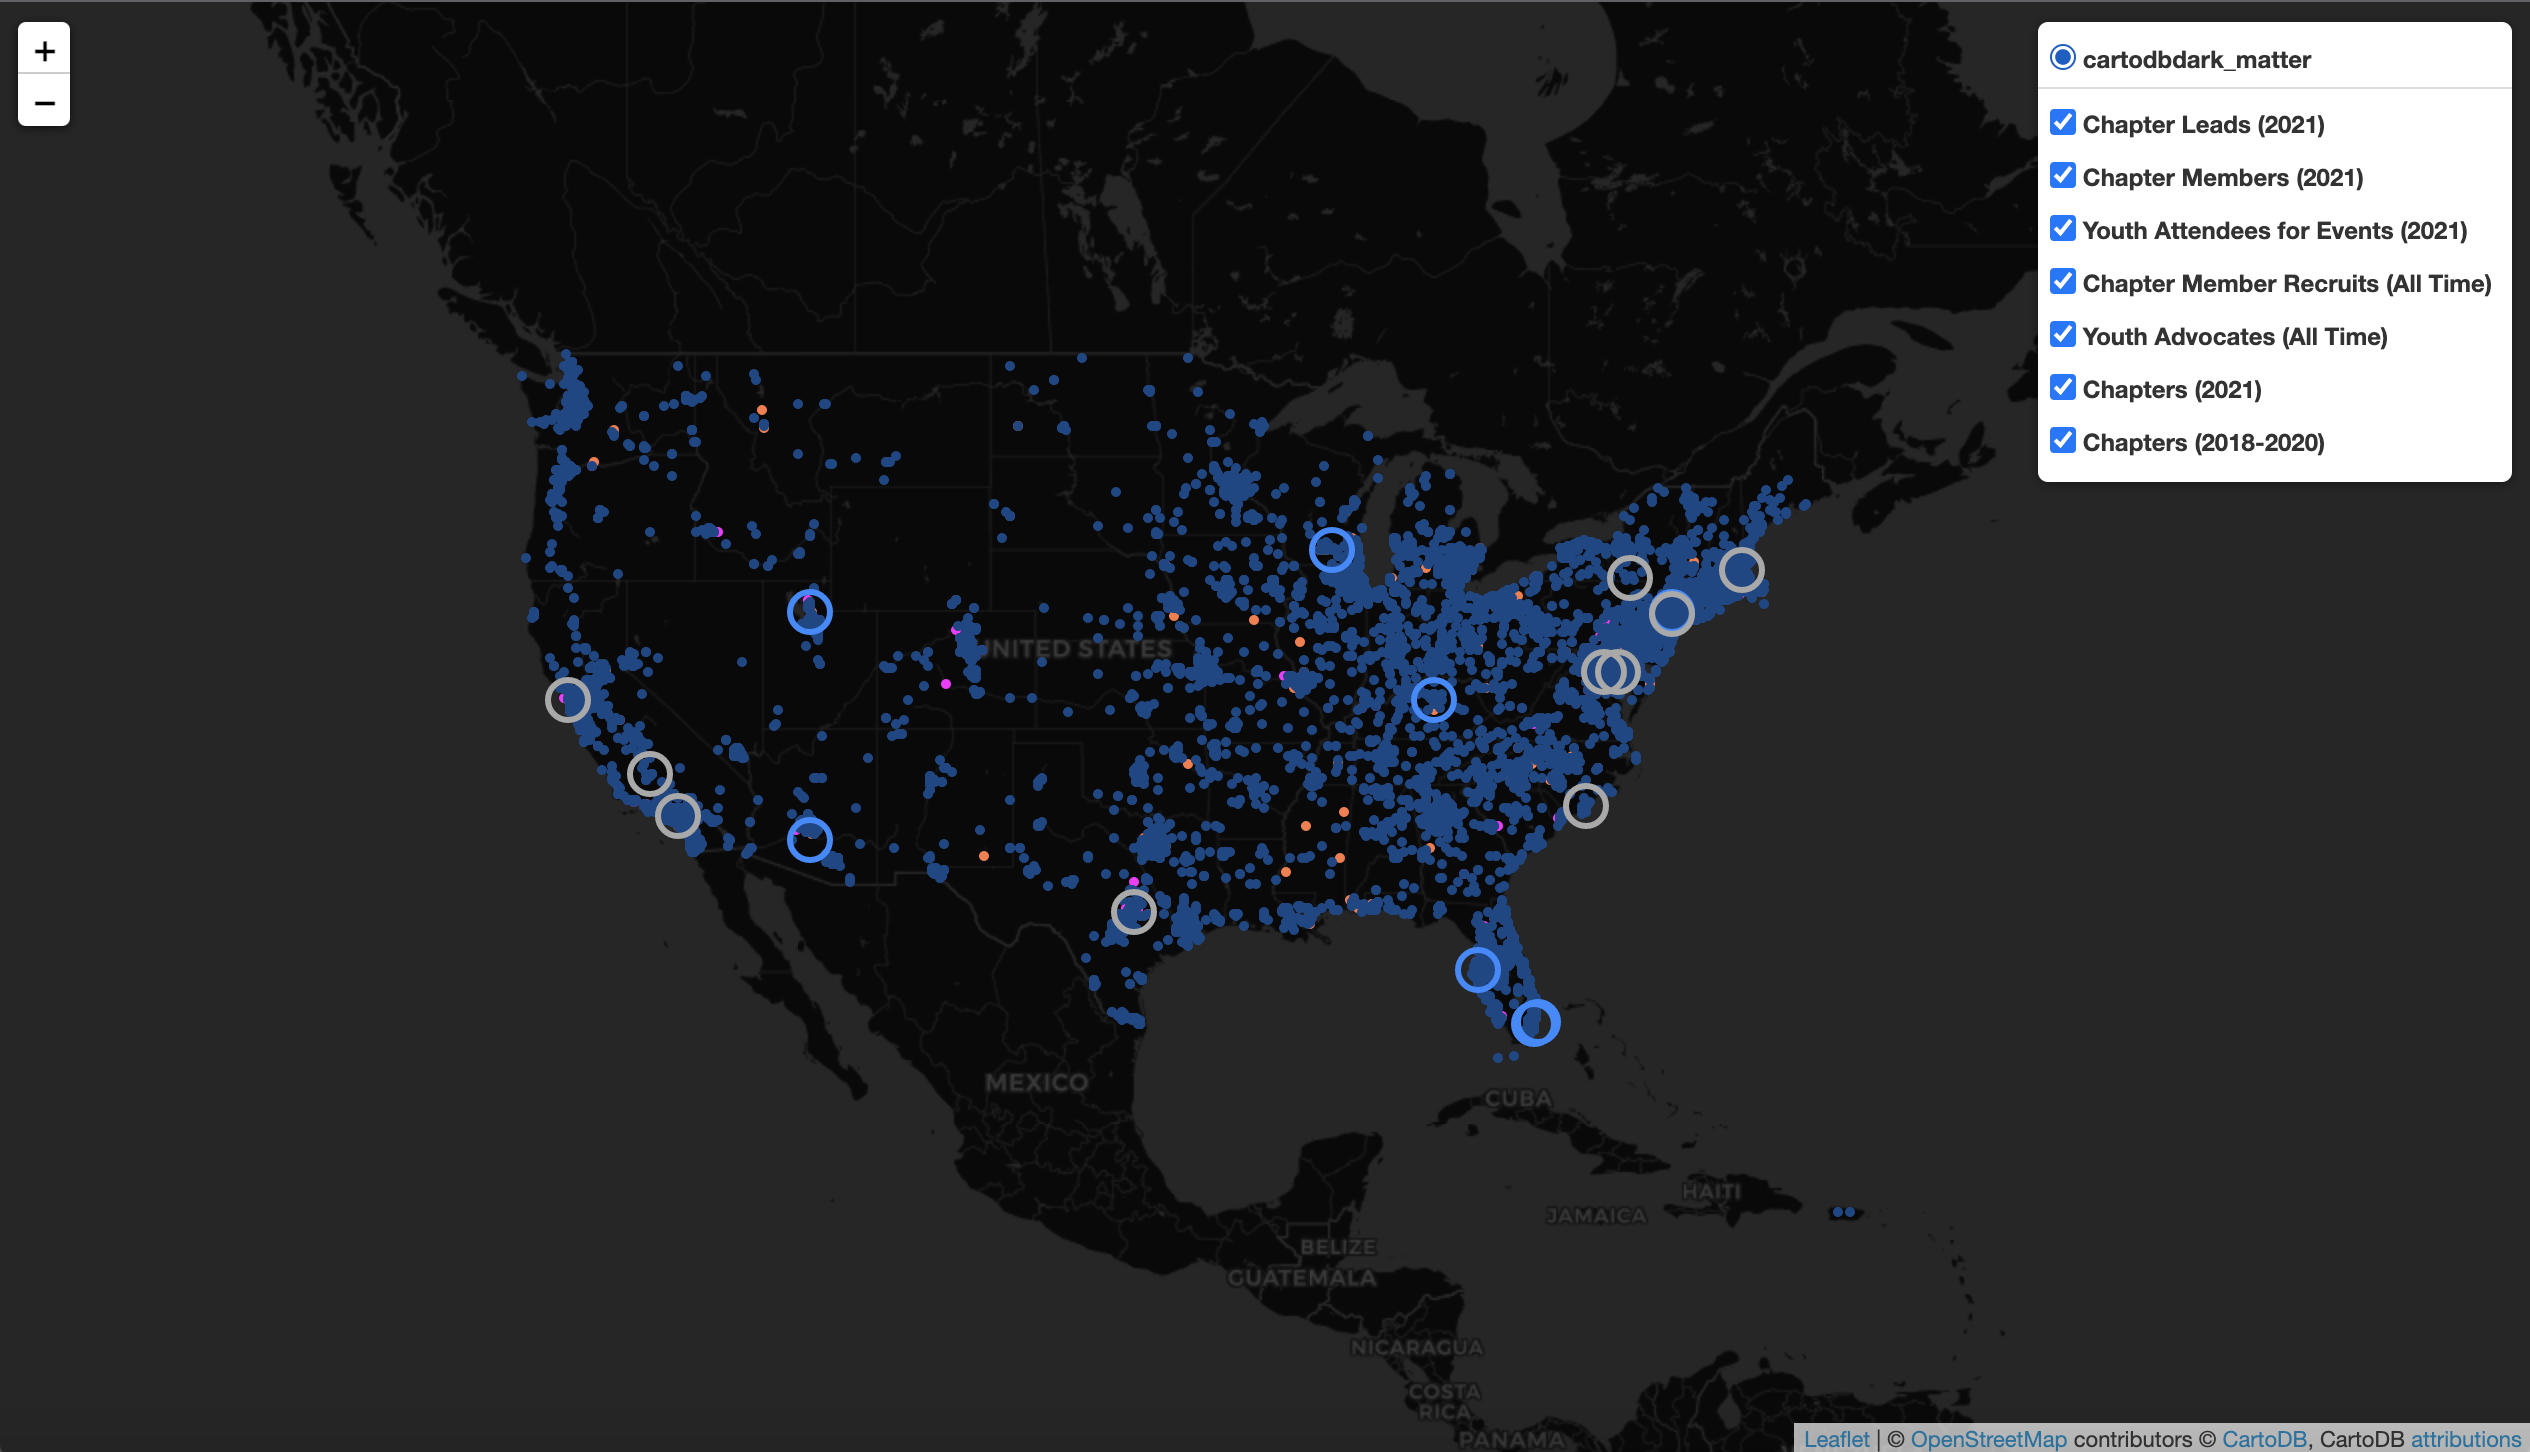 +
−
cartodbdark_matter
Chapter Leads (2021)
Chapter Members (2021)
Youth Attendees for Events (2021)
Chapter Member Recruits (All Time)
Youth Advocates (All Time)
Chapters (2021)
Chapters (2018-2020)
UNITED STATES
MEXICO
CUBA
HAITI
JAMAICA
BELIZE
GUATEMALA
NICARAGUA
COSTA
RICA
PANAMA
Leaflet | © OpenStreetMap contributors © CartoDB, CartoDB attributions